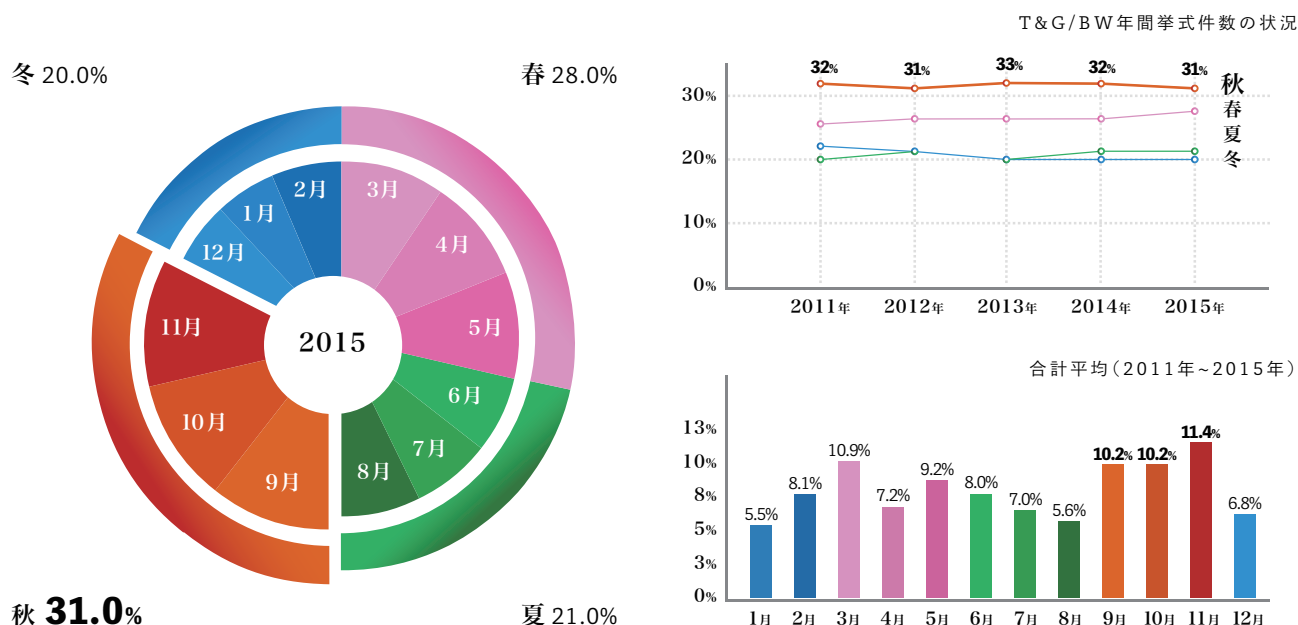 冬 20.0%
春 28.0%
3月
4月
5月
6月
7月
8月
9月
10月
11月
12月
1月
2月
2015
秋 31.0%
夏 21.0%
T&G/BW年間挙式件数の状況
32% 31% 33% 32% 31%
30%
20%
10%
0%
秋
春
夏
冬
2011年 2012年 2013年 2014年 2015年
合計平均(2011年~2015年)
13%
10%
8%
5%
3%
0%
5.5% 8.1% 10.9% 7.2% 9.2% 8.0% 7.0% 5.6% 10.2% 10.2% 11.4% 6.8%
1月 2月 3月 4月 5月 6月 7月 8月 9月 10月 11月 12月